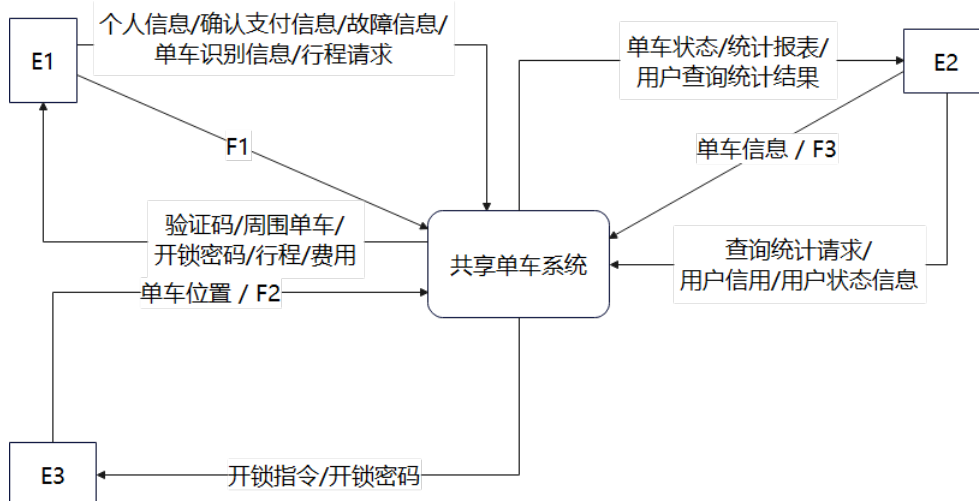 个人信息/确认支付信息/故障信息/
单车识别信息/行程请求
E1
单车状态/统计报表/
用户查询统计结果
E2
F1
单车信息 / F3
验证码/周围单车/
开锁密码/行程/费用
共享单车系统
查询统计请求/
用户信用/用户状态信息
单车位置 / F2
E3
开锁指令/开锁密码